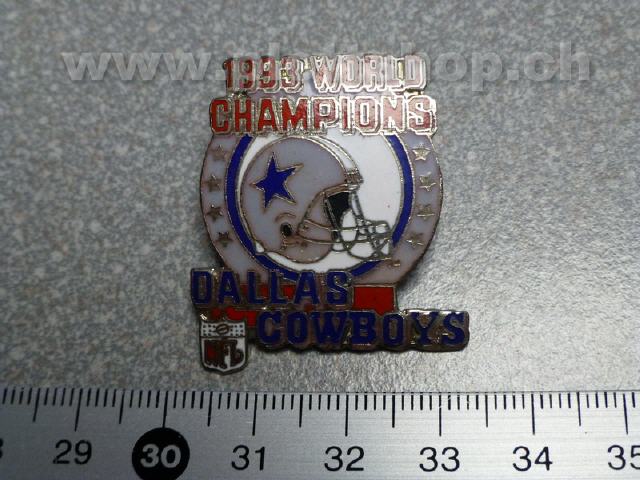 1993 WORLD
CHAMPIONS
DALLAS
COWBOYS
NFL
29 30 31 32 33 34 35